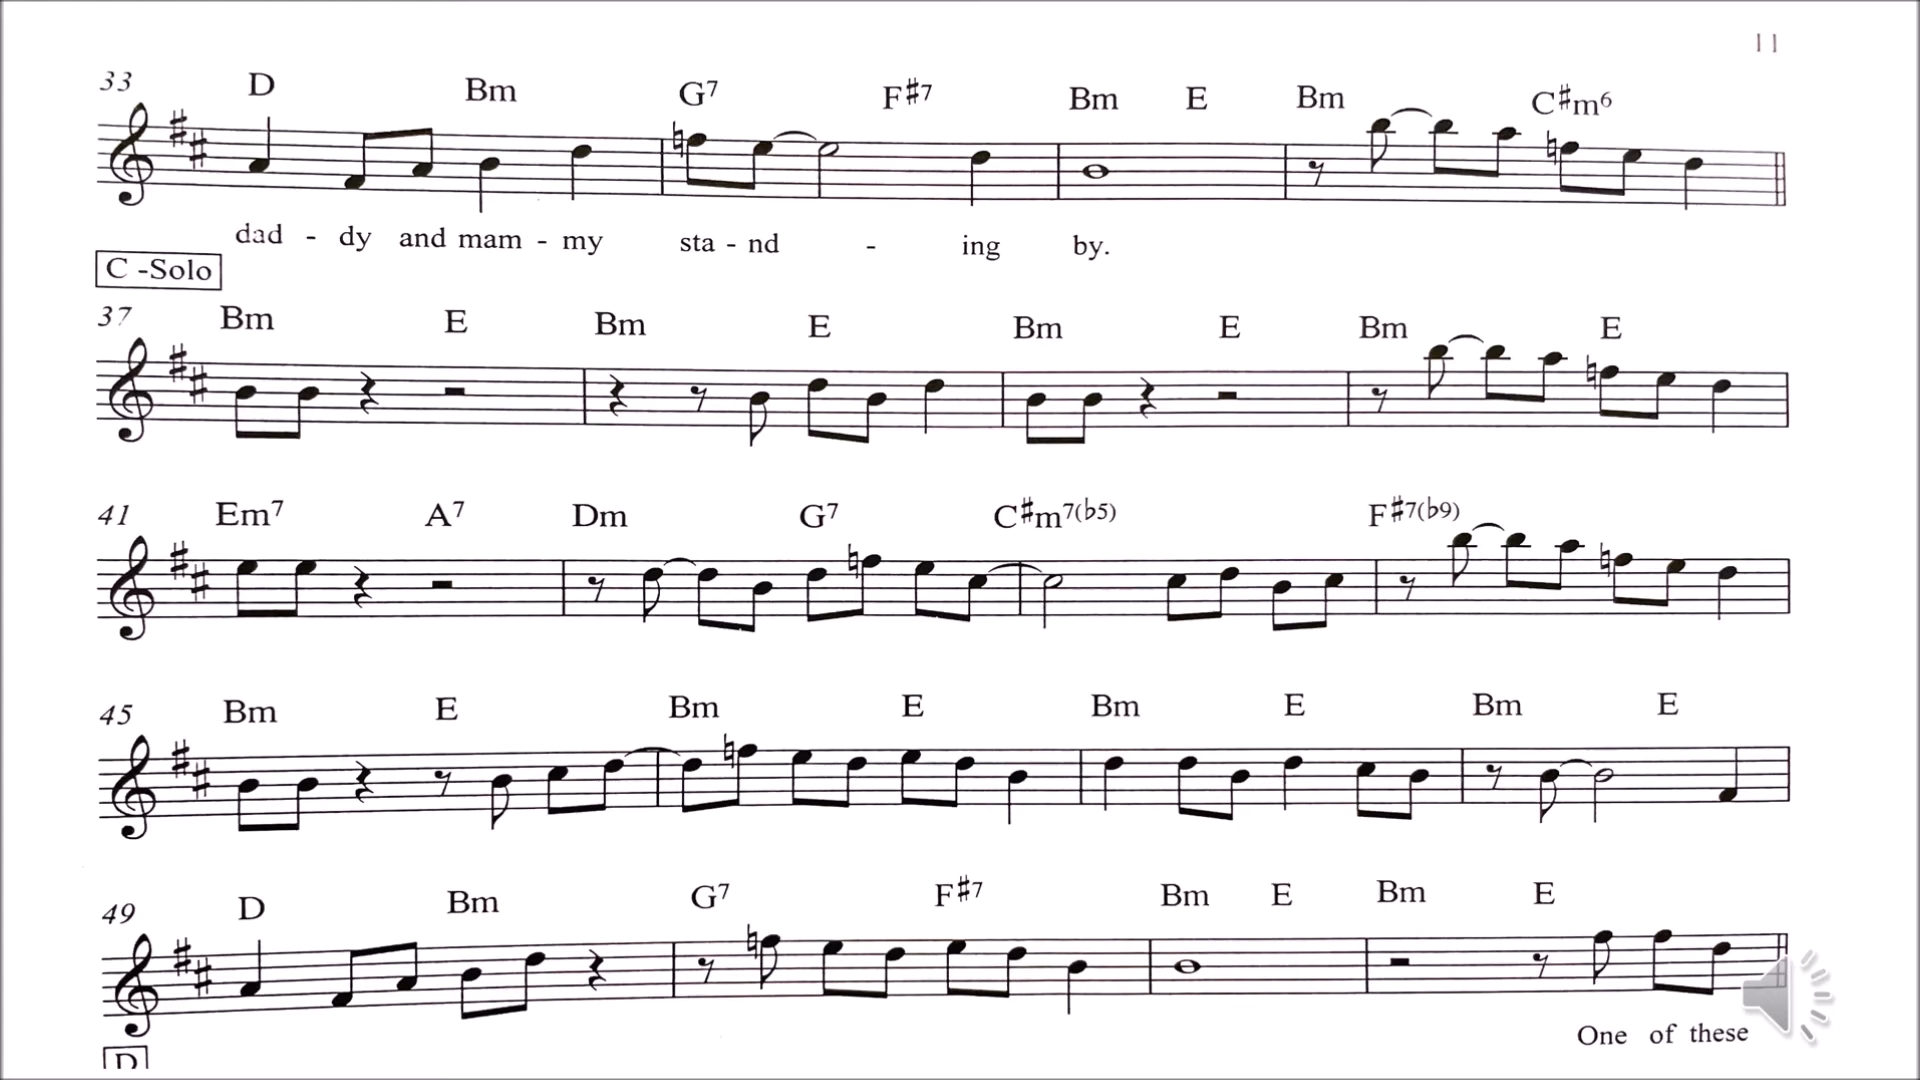 11
33 D Bm G7 F#7 Bm E Bm C#m6
dad - dy and mam - my sta - nd - ing by.
C -Solo
37 Bm E Bm E Bm E Bm E
41 Em7 A7 Dm G7 C#m7(b5) F#7(b9)
45 Bm E Bm E Bm E Bm E
49 D Bm G7 F#7 Bm E Bm E
One of these
D